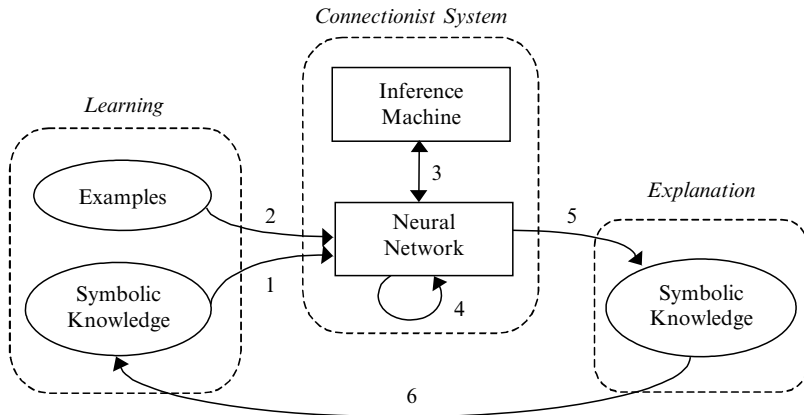 Connectionist System
Inference
Machine
Learning
3
Examples
Explanation
2
Neural
Network
5
Symbolic
Knowledge
1
4
Symbolic
Knowledge
6